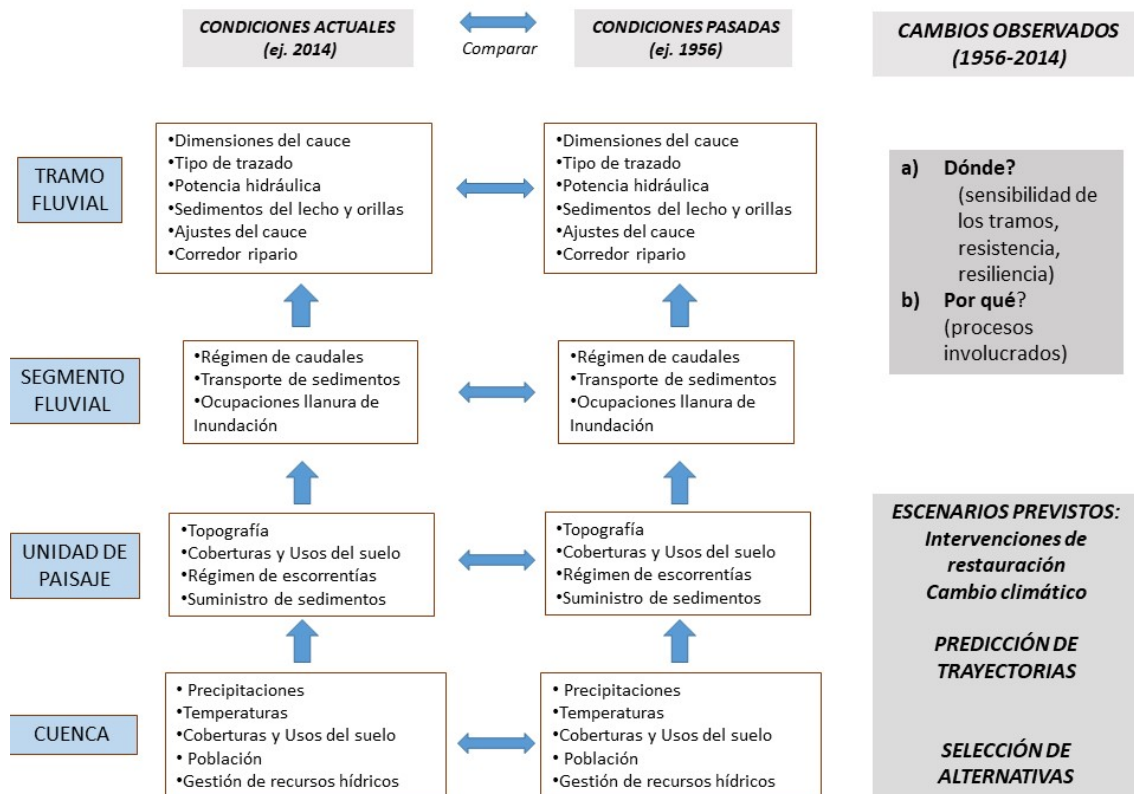 CONDICIONES ACTUALES
(ej. 2014)
Comparar
CONDICIONES PASADAS
(ej. 1956)
CAMBIOS OBSERVADOS
(1956-2014)
TRAMO
FLUVIAL
•Dimensiones del cauce
•Tipo de trazado
•Potencia hidráulica
•Sedimentos del lecho y orillas
•Ajustes del cauce
•Corredor ripario
•Dimensiones del cauce
•Tipo de trazado
•Potencia hidráulica
•Sedimentos del lecho y orillas
•Ajustes del cauce
•Corredor ripario
a) Dónde?
(sensibilidad de
los tramos,
resistencia,
resiliencia)
b) Por qué?
(procesos
involucrados)
SEGMENTO
FLUVIAL
•Régimen de caudales
•Transporte de sedimentos
•Ocupaciones llanura de
Inundación
•Régimen de caudales
•Transporte de sedimentos
•Ocupaciones llanura de
Inundación
UNIDAD DE
PAISAJE
•Topografía
•Coberturas y Usos del suelo
•Régimen de escorrentías
•Suministro de sedimentos
•Topografía
•Coberturas y Usos del suelo
•Régimen de escorrentías
•Suministro de sedimentos
ESCENARIOS PREVISTOS:
Intervenciones de
restauración
Cambio climático
PREDICCIÓN DE
TRAYECTORIAS
SELECCIÓN DE
ALTERNATIVAS
CUENCA
• Precipitaciones
•Temperaturas
•Coberturas y Usos del suelo
• Población
•Gestión de recursos hídricos
• Precipitaciones
•Temperaturas
•Coberturas y Usos del suelo
• Población
•Gestión de recursos hídricos